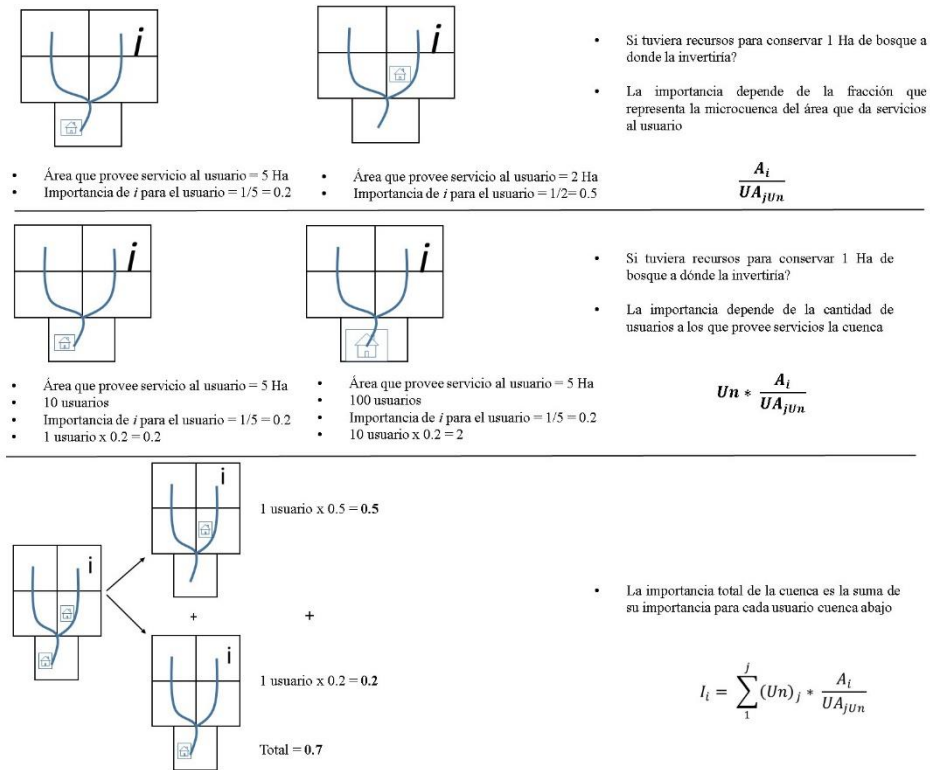 i
i
• Si tuviera recursos para conservar 1 Ha de bosque a
donde la invertiría?
• La importancia depende de la fracción que
representa la microcuenca del área que da servicios
al usuario
• Área que provee servicio al usuario = 5 Ha
• Importancia de i para el usuario = 1/5 = 0.2
• Área que provee servicio al usuario = 2 Ha
• Importancia de i para el usuario = 1/2= 0.5
A_i / UA_jUn
i
i
• Si tuviera recursos para conservar 1 Ha de
bosque a dónde la invertiría?
• La importancia depende de la cantidad de
usuarios a los que provee servicios la cuenca
• Área que provee servicio al usuario = 5 Ha
• 10 usuarios
• Importancia de i para el usuario = 1/5 = 0.2
• 1 usuario x 0.2 = 0.2
• Área que provee servicio al usuario = 5 Ha
• 100 usuarios
• Importancia de i para el usuario = 1/5 = 0.2
• 10 usuario x 0.2 = 2
Un * A_i / UA_jUn
i
i
1 usuario x 0.5 = 0.5
+
+
i
1 usuario x 0.2 = 0.2
Total = 0.7
• La importancia total de la cuenca es la suma de
su importancia para cada usuario cuenca abajo
I_i = ∑_1^j (Un)_j * A_i / UA_jUn